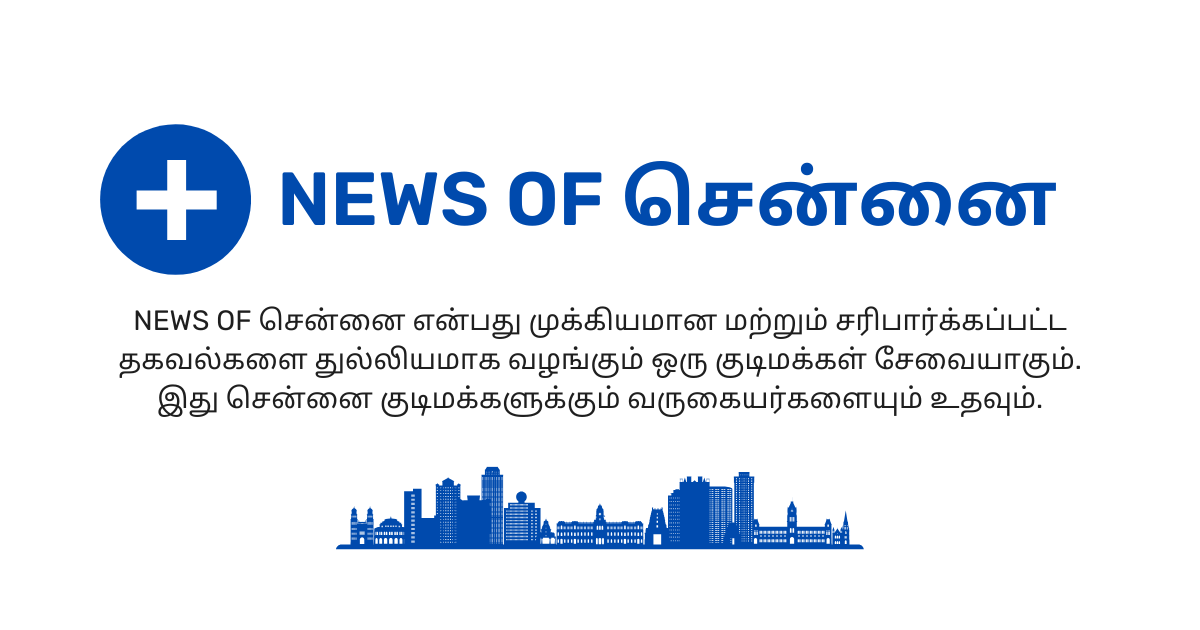 NEWS OF சென்னை
NEWS OF சென்னை என்பது முக்கியமான மற்றும் சரிபார்க்கப்பட்ட
தகவல்களை துல்லியமாக வழங்கும் ஒரு குடிமக்கள் சேவையாகும்.
இது சென்னை குடிமக்களுக்கும் வருகையர்களையும் உதவும்.